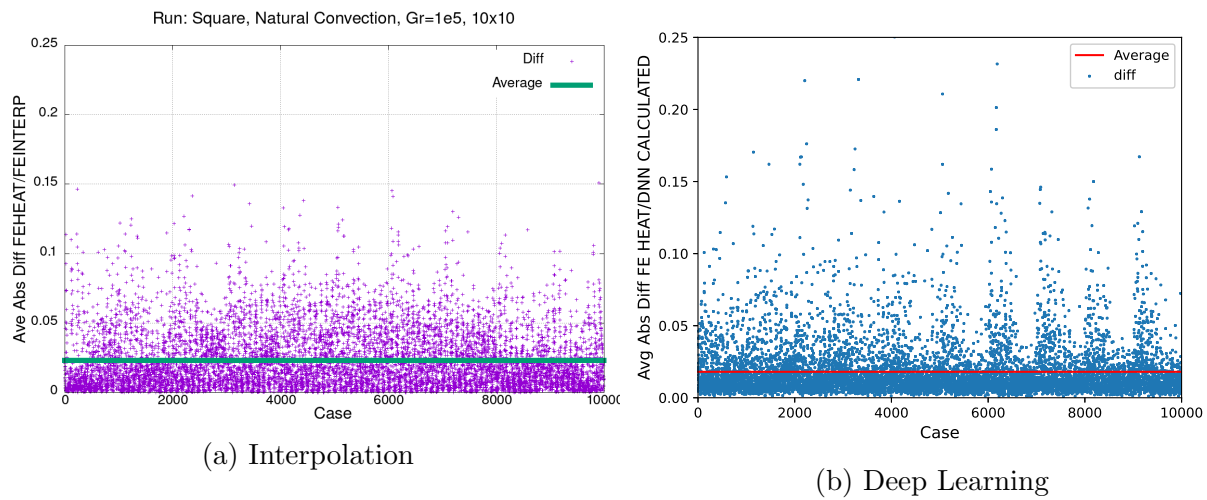 Run: Square, Natural Convection, Gr=1e5, 10x10
Ave Abs Diff FEHEAT/FEINTERP
0.25
0.2
0.15
0.1
0.05
0
0
2000
4000
6000
8000
10000
Case
Diff
Average
(a) Interpolation
Avg Abs Diff FE HEAT/DNN CALCULATED
0.25
0.20
0.15
0.10
0.05
0.00
0
2000
4000
6000
8000
10000
Case
Average
diff
(b) Deep Learning